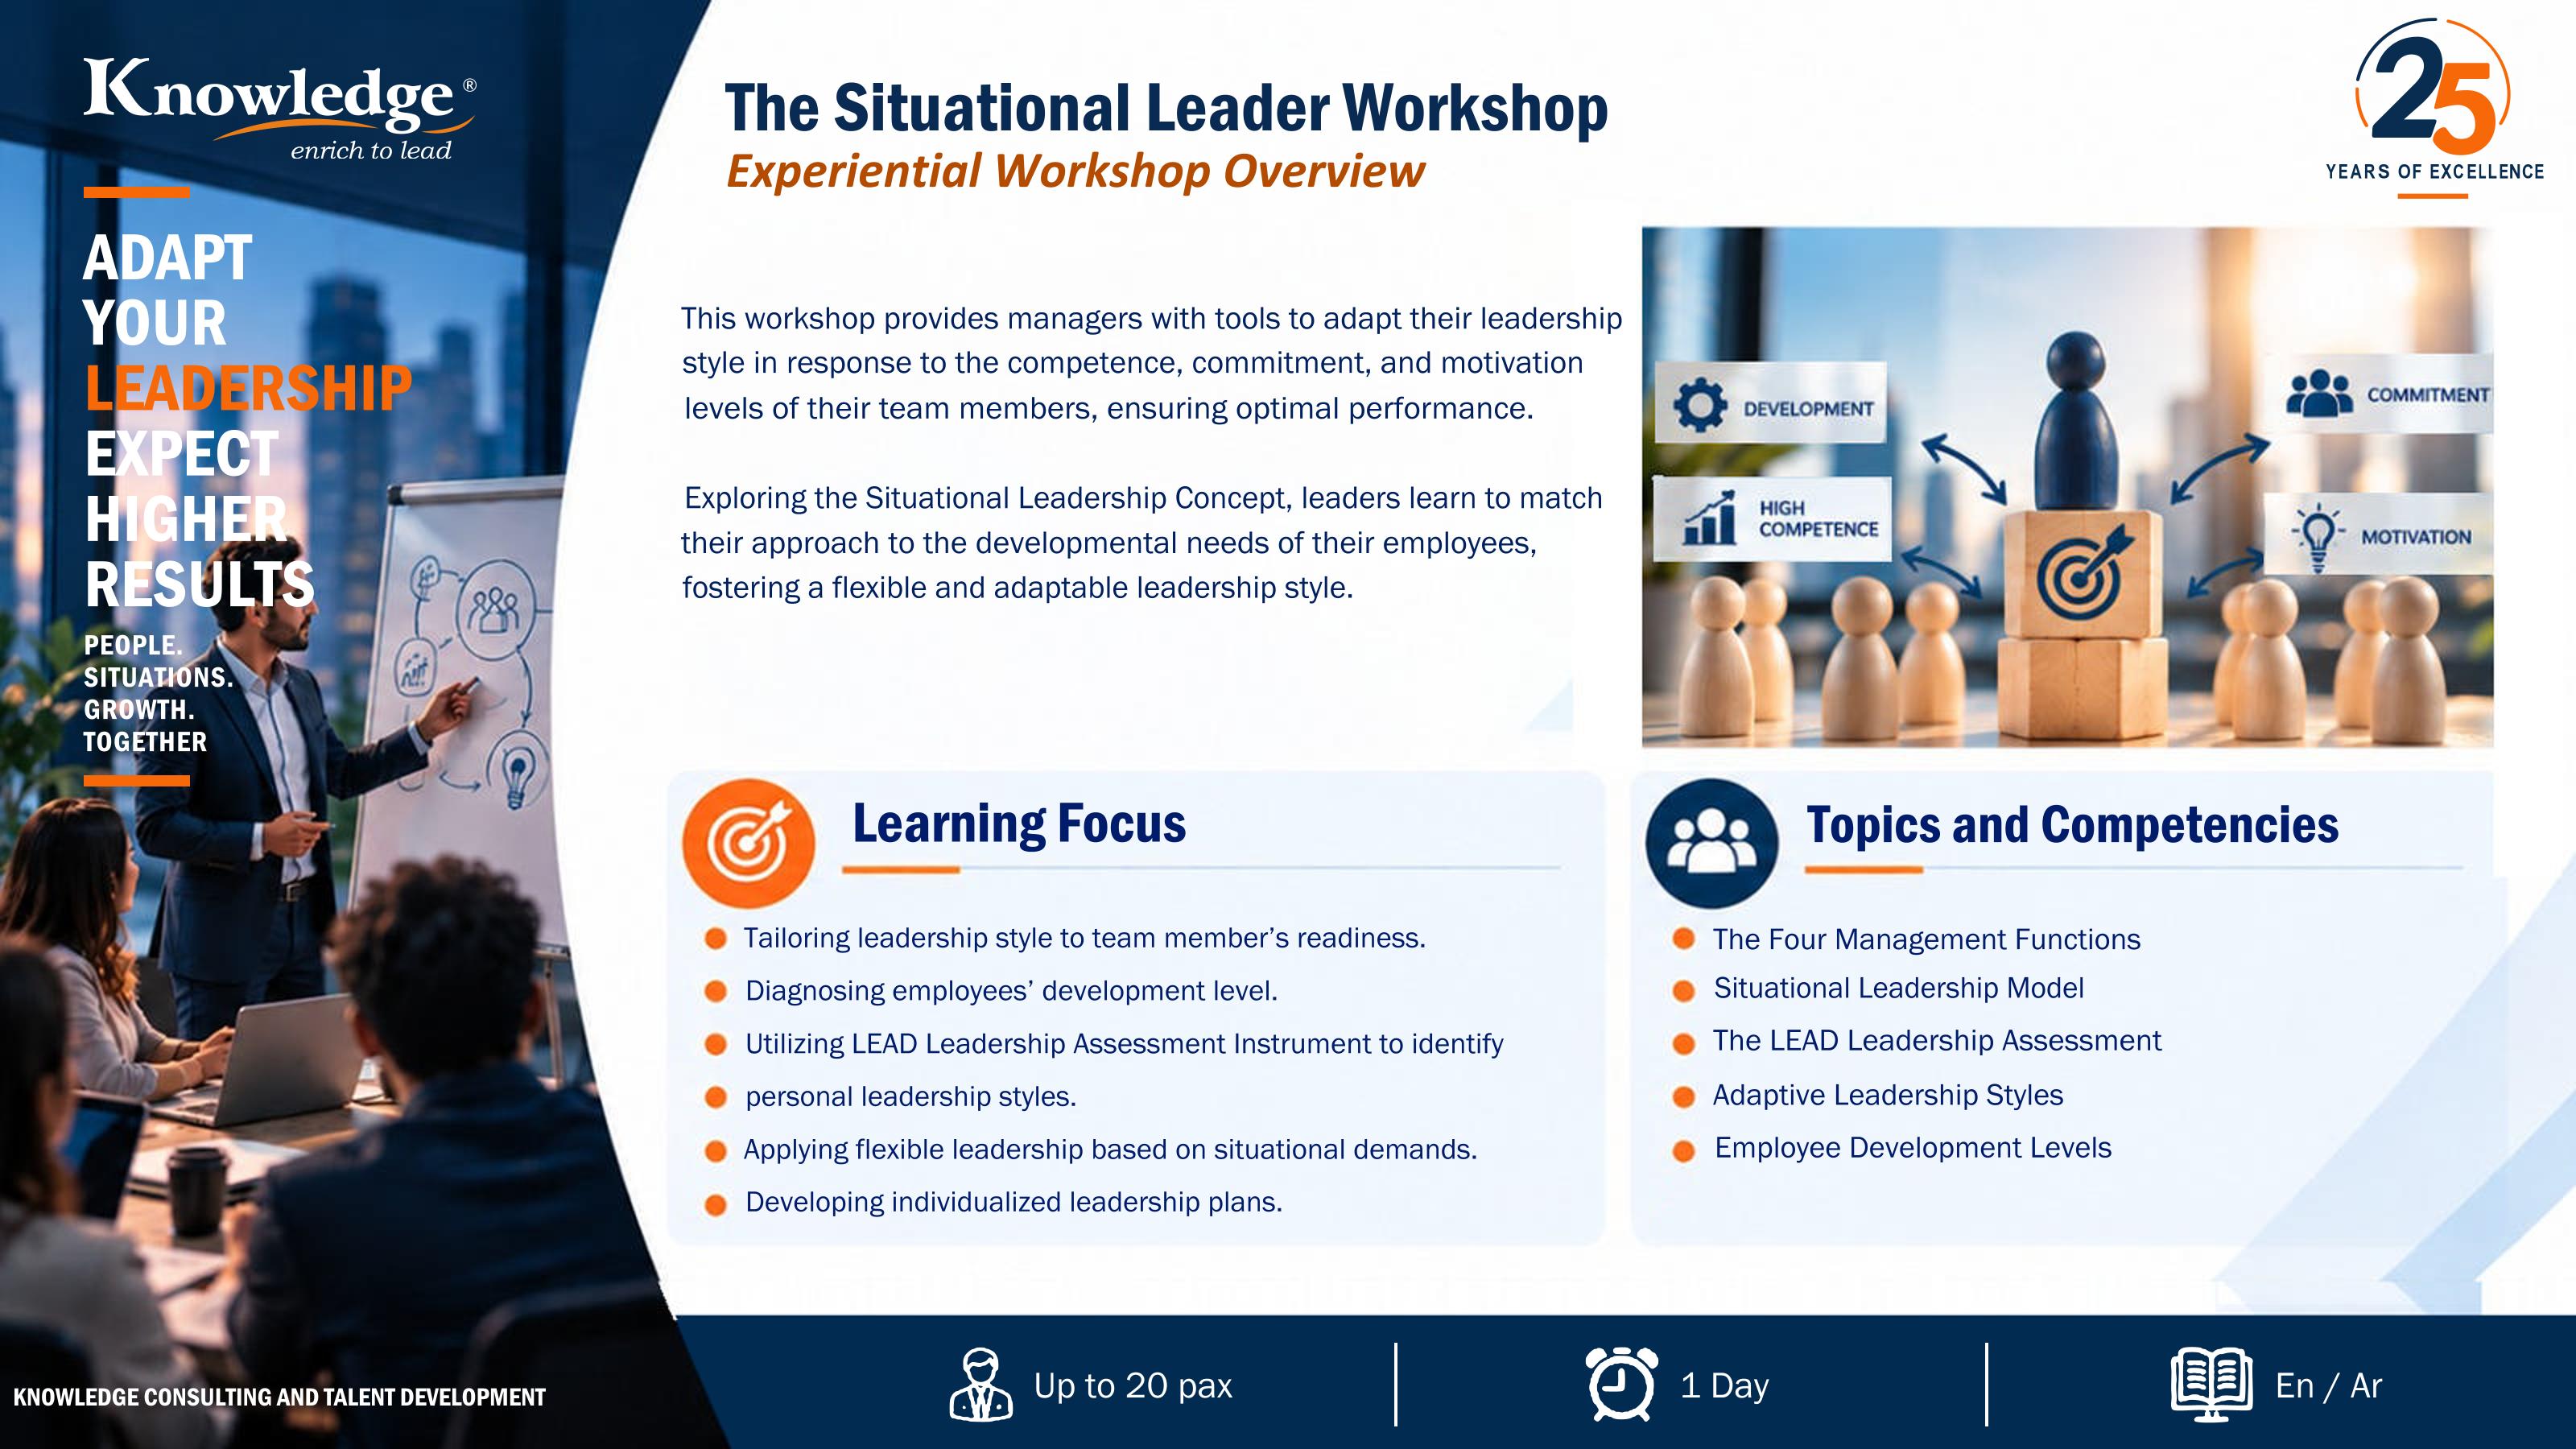 Knowledge®
enrich to lead
ADAPT
YOUR
LEADERSHIP
EXPECT
HIGHER
RESULTS
PEOPLE.
SITUATIONS.
GROWTH.
TOGETHER
KNOWLEDGE CONSULTING AND TALENT DEVELOPMENT
The Situational Leader Workshop
Experiential Workshop Overview
25
YEARS OF EXCELLENCE
This workshop provides managers with tools to adapt their leadership
style in response to the competence, commitment, and motivation
levels of their team members, ensuring optimal performance.
Exploring the Situational Leadership Concept, leaders learn to match
their approach to the developmental needs of their employees,
fostering a flexible and adaptable leadership style.
DEVELOPMENT
HIGH
COMPETENCE
COMMITMENT
MOTIVATION
Learning Focus
Tailoring leadership style to team member’s readiness.
Diagnosing employees’ development level.
Utilizing LEAD Leadership Assessment Instrument to identify
personal leadership styles.
Applying flexible leadership based on situational demands.
Developing individualized leadership plans.
Topics and Competencies
The Four Management Functions
Situational Leadership Model
The LEAD Leadership Assessment
Adaptive Leadership Styles
Employee Development Levels
Up to 20 pax
1 Day
En / Ar